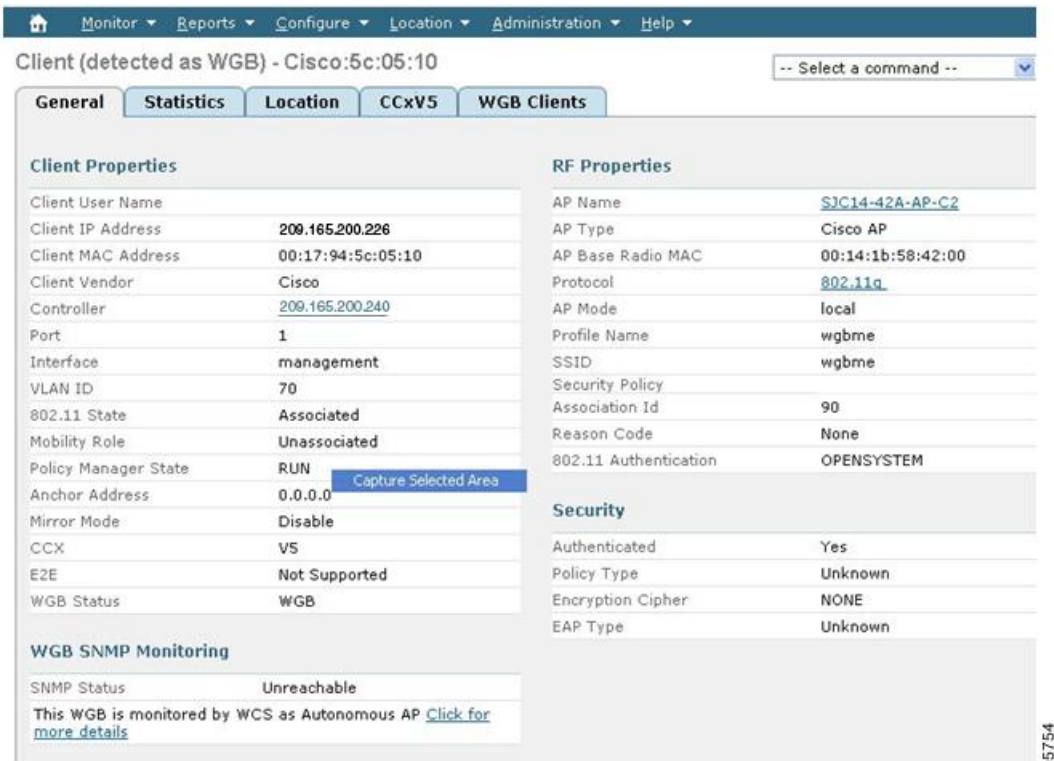 Monitor Reports Configure Location Administration Help
Client (detected as WGB) - Cisco:5c:05:10
-- Select a command --
General Statistics Location CCxV5 WGB Clients
Client Properties
Client User Name
Client IP Address 209.165.200.226
Client MAC Address 00:17:94:5c:05:10
Client Vendor Cisco
Controller 209.165.200.240
Port 1
Interface management
VLAN ID 70
802.11 State Associated
Mobility Role Unassociated
Policy Manager State RUN
Capture Selected Area
Anchor Address 0.0.0.0
Mirror Mode Disable
CCX V5
E2E Not Supported
WGB Status WGB
WGB SNMP Monitoring
SNMP Status Unreachable
This WGB is monitored by WCS as Autonomous AP Click for
more details
RF Properties
AP Name SJC14-42A-AP-C2
AP Type Cisco AP
AP Base Radio MAC 00:14:1b:58:42:00
Protocol 802.11g
AP Mode local
Profile Name wgbme
SSID wgbme
Security Policy
Association Id 90
Reason Code None
802.11 Authentication OPENSYSTEM
Security
Authenticated Yes
Policy Type Unknown
Encryption Cipher NONE
EAP Type Unknown
5754